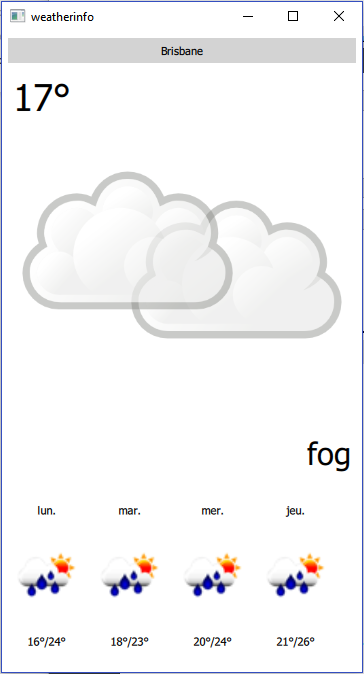 weatherinfo
Brisbane
17°
fog
lun. mar. mer. jeu.
16°/24° 18°/23° 20°/24° 21°/26°